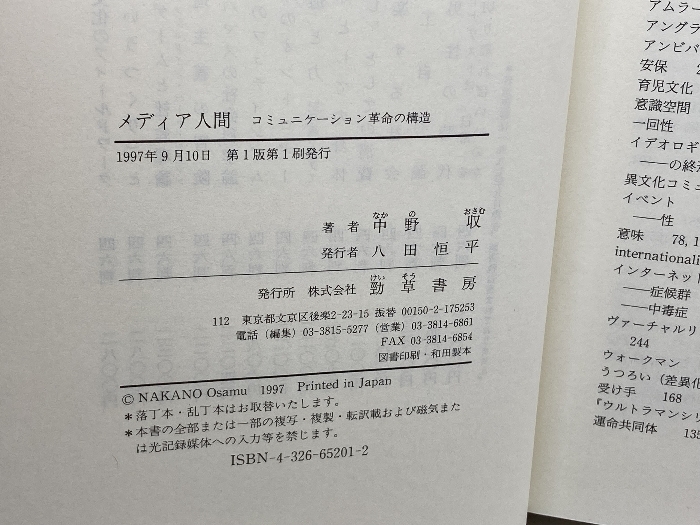 メディア人間 コミュニケーション革命の構造
1997年9月10日 第1版第1刷発行
なか の おさむ
著者 中野 収
発行者 八田恒平
けい そう
発行所 株式会社 勁草書房
112 東京都文京区後楽2-23-15 振替 00150-2-175253
電話(編集)03-3815-5277 (営業)03-3814-6861
FAX 03-3814-6854
図書印刷・和田製本
© NAKANO Osamu 1997 Printed in Japan
*落丁本・乱丁本はお取替いたします。
*本書の全部または一部の複写・複製・転訳載および磁気また
は光記録媒体への入力等を禁じます。
ISBN-4-326-65201-2
アムラー
アングラ
アンビバ
安保
育児文化
意識空間
一回性
イデオロギ
――の終
異文化コミュ
イベント
――性
意味 78, 1
internationali
インターネット
――症候群
――中毒症
ヴァーチャルリ
244
ウォークマン
うつろい(差異化
受け手 168
『ウルトラマンシリ
運命共同体 135